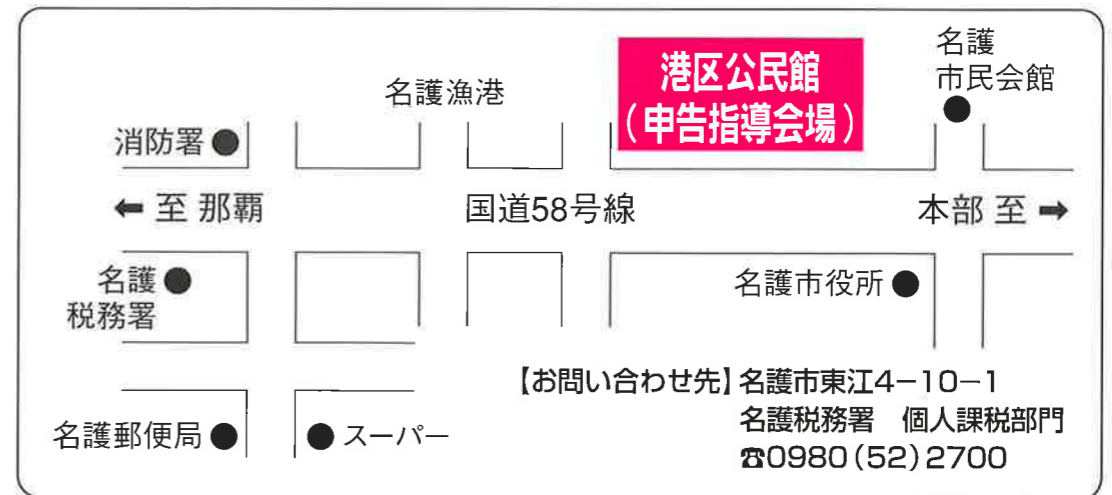 名護
市民会館
港区公民館
（申告指導会場）
名護漁港
消防署●
← 至 那覇
国道58号線
本部 至 →
名護●
税務署
名護市役所●
【お問い合わせ先】名護市東江4−10−1
名護税務署　個人課税部門
☎0980（52）2700
名護郵便局●
●スーパー